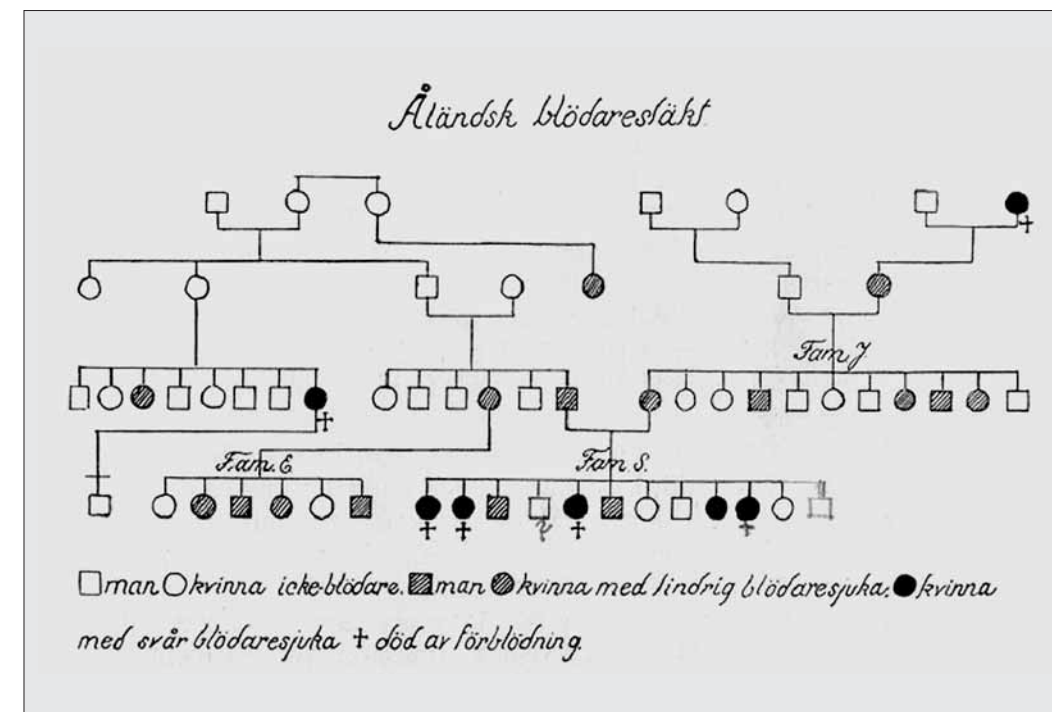 Åländsk blödaresläkt
Fam. J.
Fam. E.
Fam S.
man kvinna icke-blödare. man kvinna med lindrig blödaresjuka. kvinna
med svår blödaresjuka † död av förblödning.